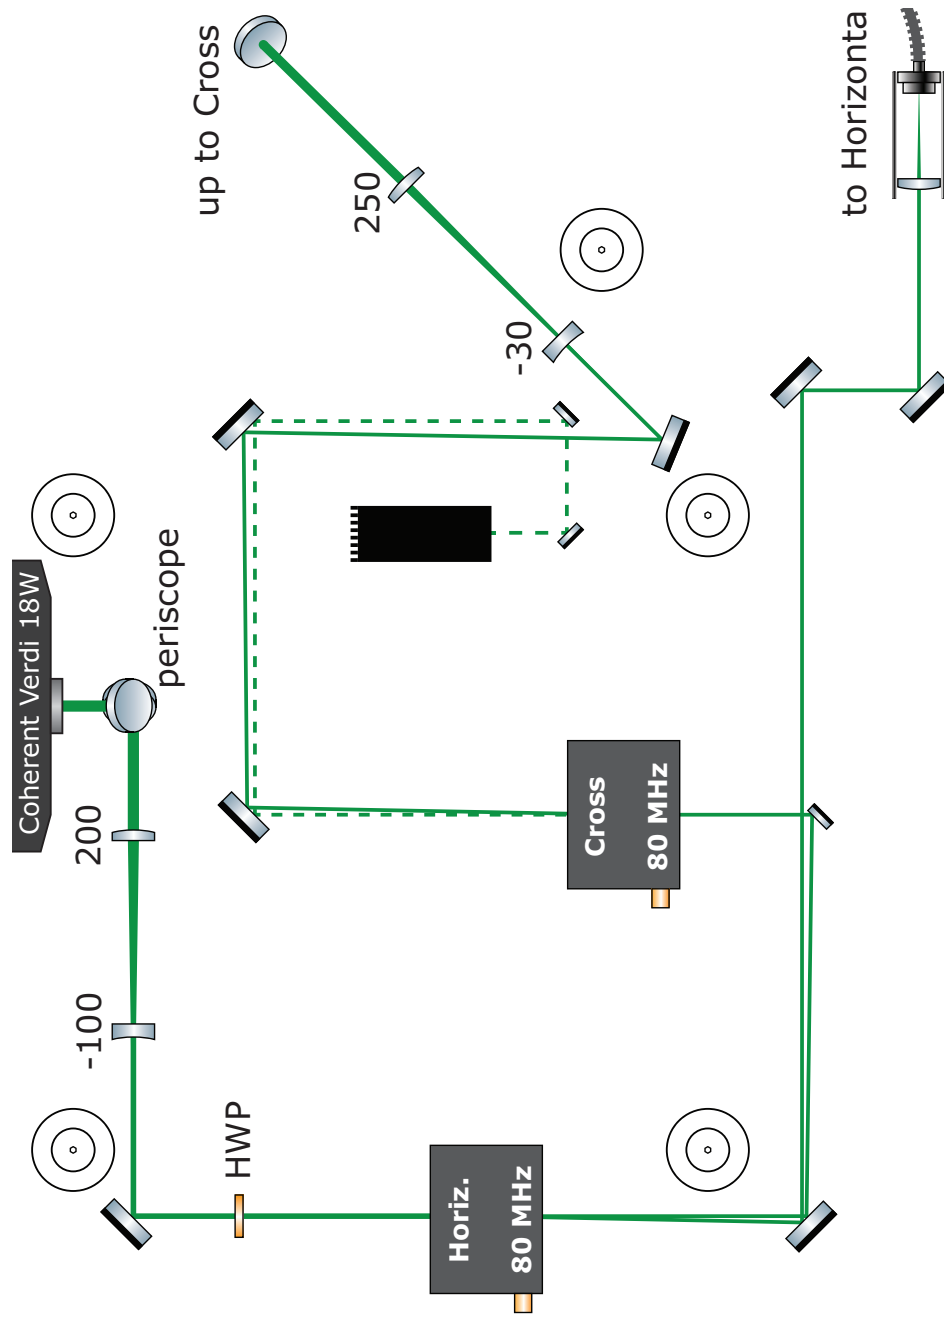 up to Cross
to Horizonta
250
-30
Coherent Verdi 18W
periscope
200
-100
HWP
Cross
80 MHz
Horiz.
80 MHz